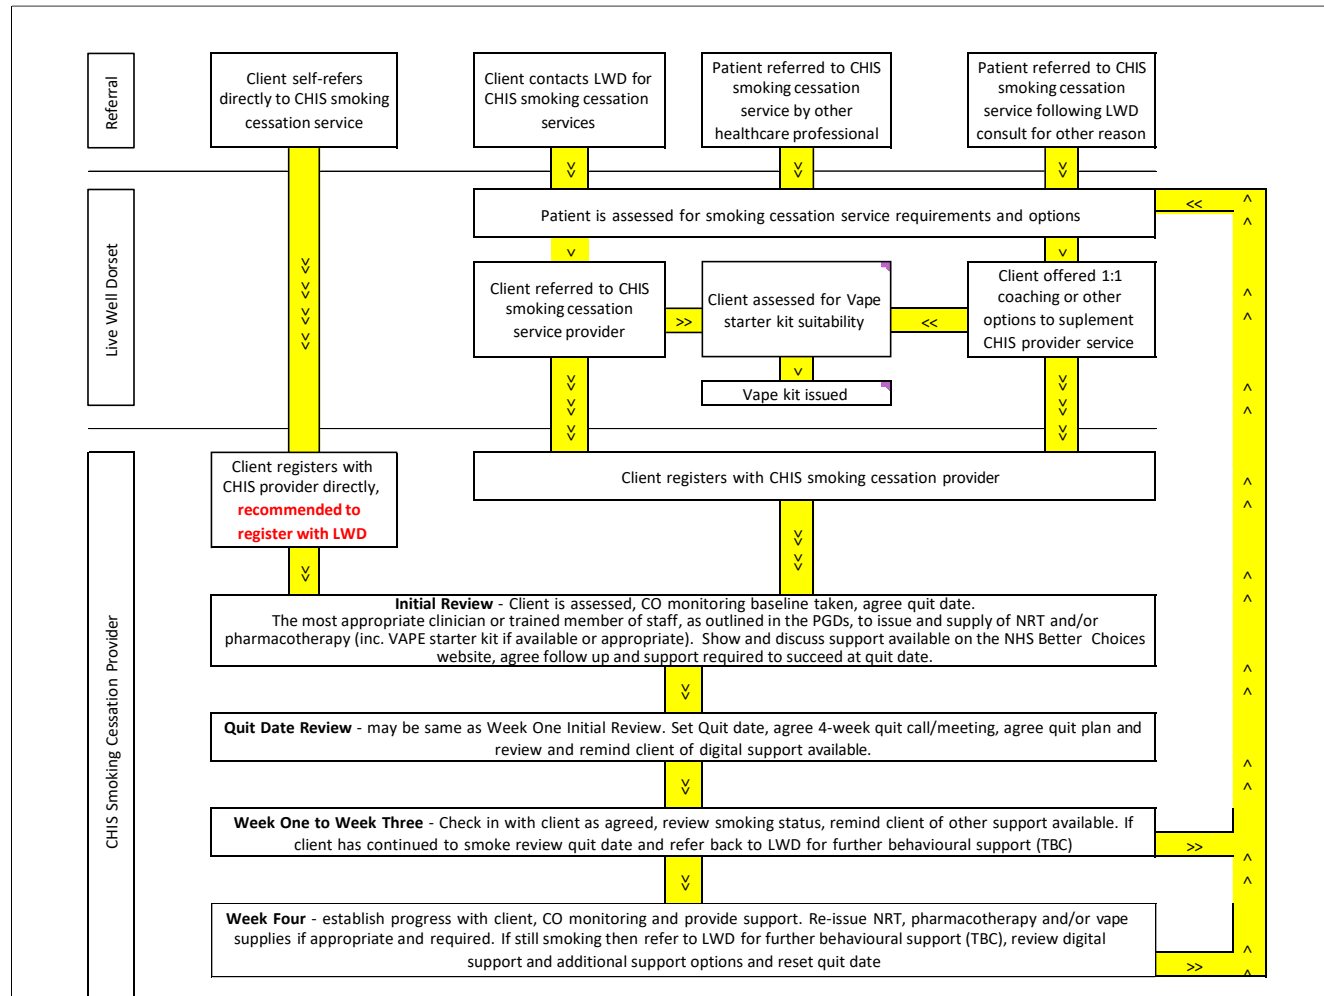 Referral
Client self-refers
directly to CHIS smoking
cessation service
Client contacts LWD for
CHIS smoking cessation
services
Patient referred to CHIS
smoking cessation
service by other
healthcare professional
Patient referred to CHIS
smoking cessation
service following LWD
consult for other reason
Live Well Dorset
Patient is assessed for smoking cessation service requirements and options
Client referred to CHIS
smoking cessation
service provider
>>
Client assessed for Vape
starter kit suitability
<<
Client offered 1:1
coaching or other
options to suplement
CHIS provider service
Vape kit issued
<<
CHIS Smoking Cessation Provider
Client registers with
CHIS provider directly,
recommended to
register with LWD
Client registers with CHIS smoking cessation provider
Initial Review - Client is assessed, CO monitoring baseline taken, agree quit date.
The most appropriate clinician or trained member of staff, as outlined in the PGDs, to issue and supply of NRT and/or
pharmacotherapy (inc. VAPE starter kit if available or appropriate). Show and discuss support available on the NHS Better Choices
website, agree follow up and support required to succeed at quit date.
Quit Date Review - may be same as Week One Initial Review. Set Quit date, agree 4-week quit call/meeting, agree quit plan and
review and remind client of digital support available.
Week One to Week Three - Check in with client as agreed, review smoking status, remind client of other support available. If
client has continued to smoke review quit date and refer back to LWD for further behavioural support (TBC)
>>
Week Four - establish progress with client, CO monitoring and provide support. Re-issue NRT, pharmacotherapy and/or vape
supplies if appropriate and required. If still smoking then refer to LWD for further behavioural support (TBC), review digital
support and additional support options and reset quit date
>>